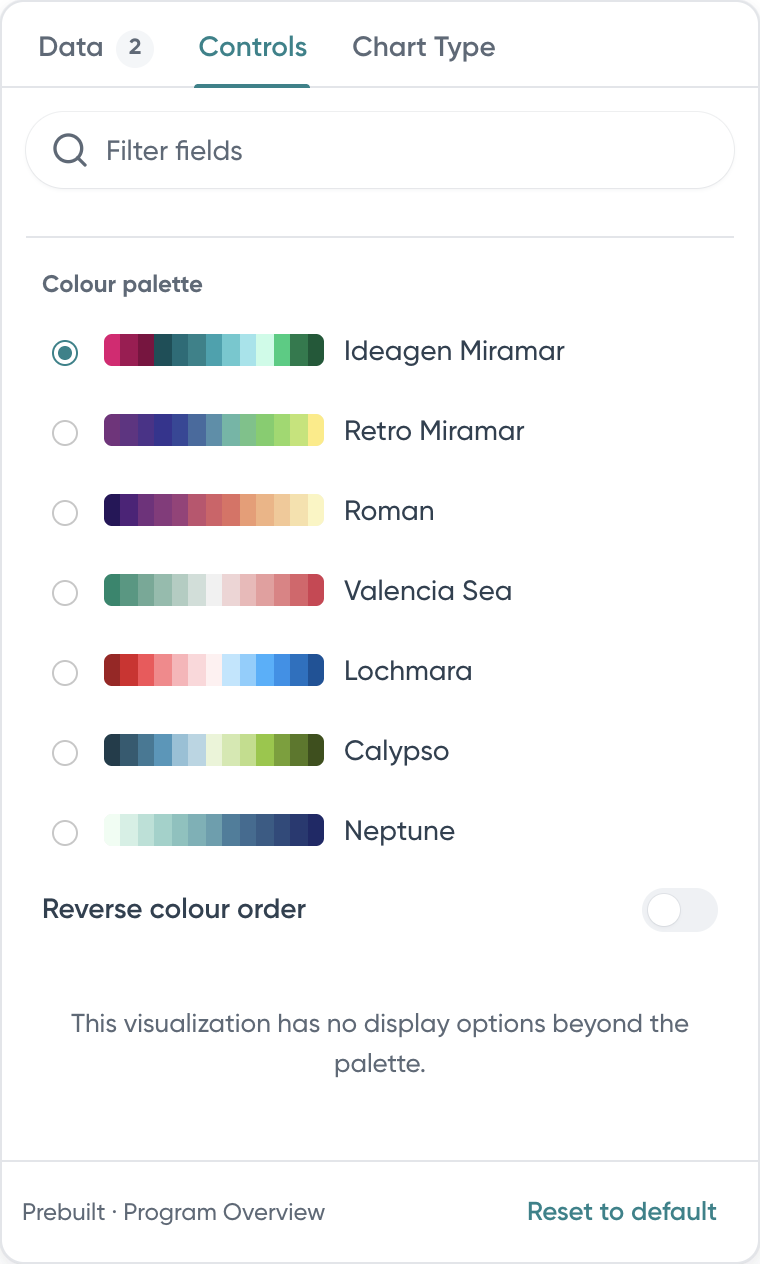 Data 2 Controls Chart Type
Filter fields
Colour palette
Ideagen Miramar
Retro Miramar
Roman
Valencia Sea
Lochmara
Calypso
Neptune
Reverse colour order
This visualization has no display options beyond the
palette.
Prebuilt · Program Overview Reset to default